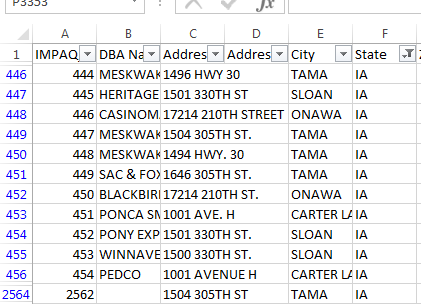 P3353 fx
A B C D E F
1 IMPAQ DBA Na Addres Addres City State
446 444 MESKWAK 1496 HWY 30 TAMA IA
447 445 HERITAGE 1501 330TH ST SLOAN IA
448 446 CASINOM 17214 210TH STREET ONAWA IA
449 447 MESKWAK 1504 305TH ST. TAMA IA
450 448 MESKWAK 1494 HWY. 30 TAMA IA
451 449 SAC & FOX 1646 305TH ST. TAMA IA
452 450 BLACKBIR 17214 210TH ST. ONAWA IA
453 451 PONCA SM 1001 AVE. H CARTER LA IA
454 452 PONY EXP 1501 330TH ST. SLOAN IA
455 453 WINNAVE 1500 330TH ST. SLOAN IA
456 454 PEDCO 1001 AVENUE H CARTER LA IA
2564 2562 1504 305TH ST TAMA IA